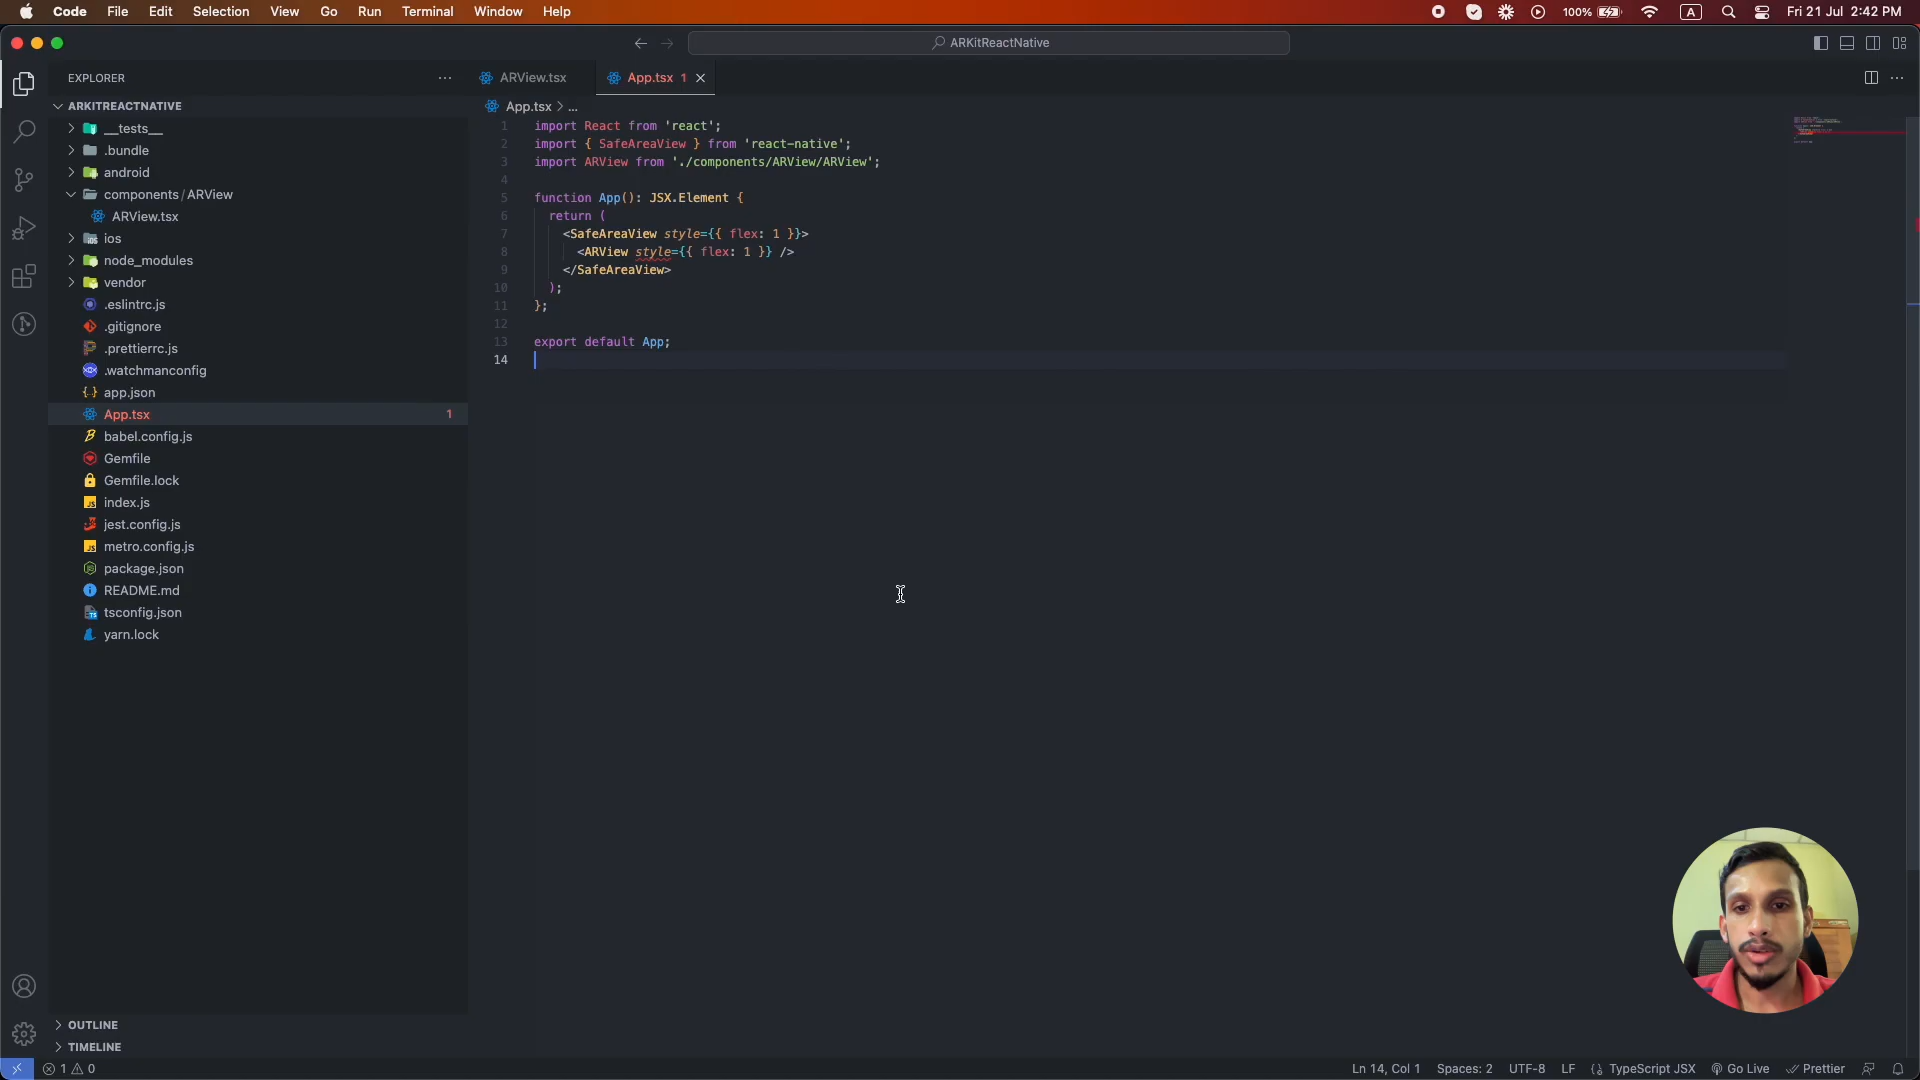 Code File Edit Selection View Go Run Terminal Window Help 100% A Fri 21 Jul 2:42 PM
ARKitReactNative
EXPLORER
ARKITREACTNATIVE
__tests__
.bundle
android
components / ARView
ARView.tsx
ios
node_modules
vendor
.eslintrc.js
.gitignore
.prettierrc.js
.watchmanconfig
app.json
App.tsx 1
babel.config.js
Gemfile
Gemfile.lock
index.js
jest.config.js
metro.config.js
package.json
README.md
tsconfig.json
yarn.lock
OUTLINE
TIMELINE
ARView.tsx App.tsx 1
App.tsx > ...
1 import React from 'react';
2 import { SafeAreaView } from 'react-native';
3 import ARView from './components/ARView/ARView';
4
5 function App(): JSX.Element {
6 return (
7 <SafeAreaView style={{ flex: 1 }}>
8 <ARView style={{ flex: 1 }} />
9 </SafeAreaView>
10 );
11 };
12
13 export default App;
14
1 0 Ln 14, Col 1 Spaces: 2 UTF-8 LF {} TypeScript JSX Go Live Prettier